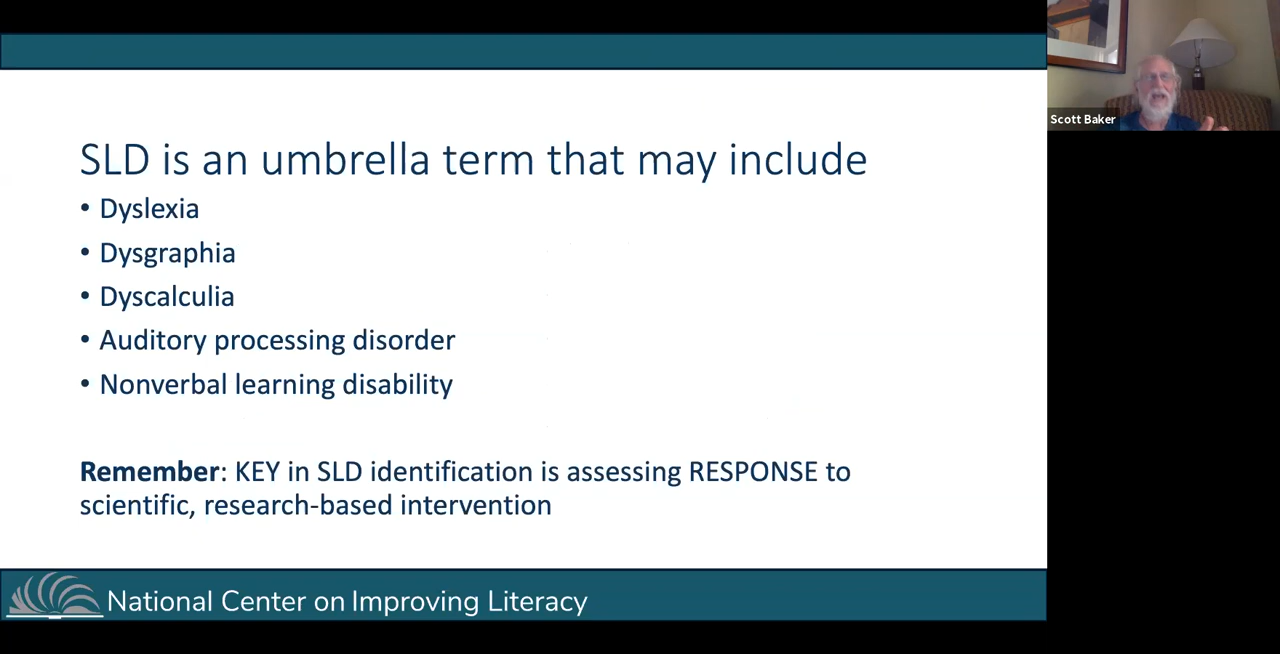 SLD is an umbrella term that may include
• Dyslexia
• Dysgraphia
• Dyscalculia
• Auditory processing disorder
• Nonverbal learning disability
Remember: KEY in SLD identification is assessing RESPONSE to
scientific, research-based intervention
National Center on Improving Literacy
Scott Baker